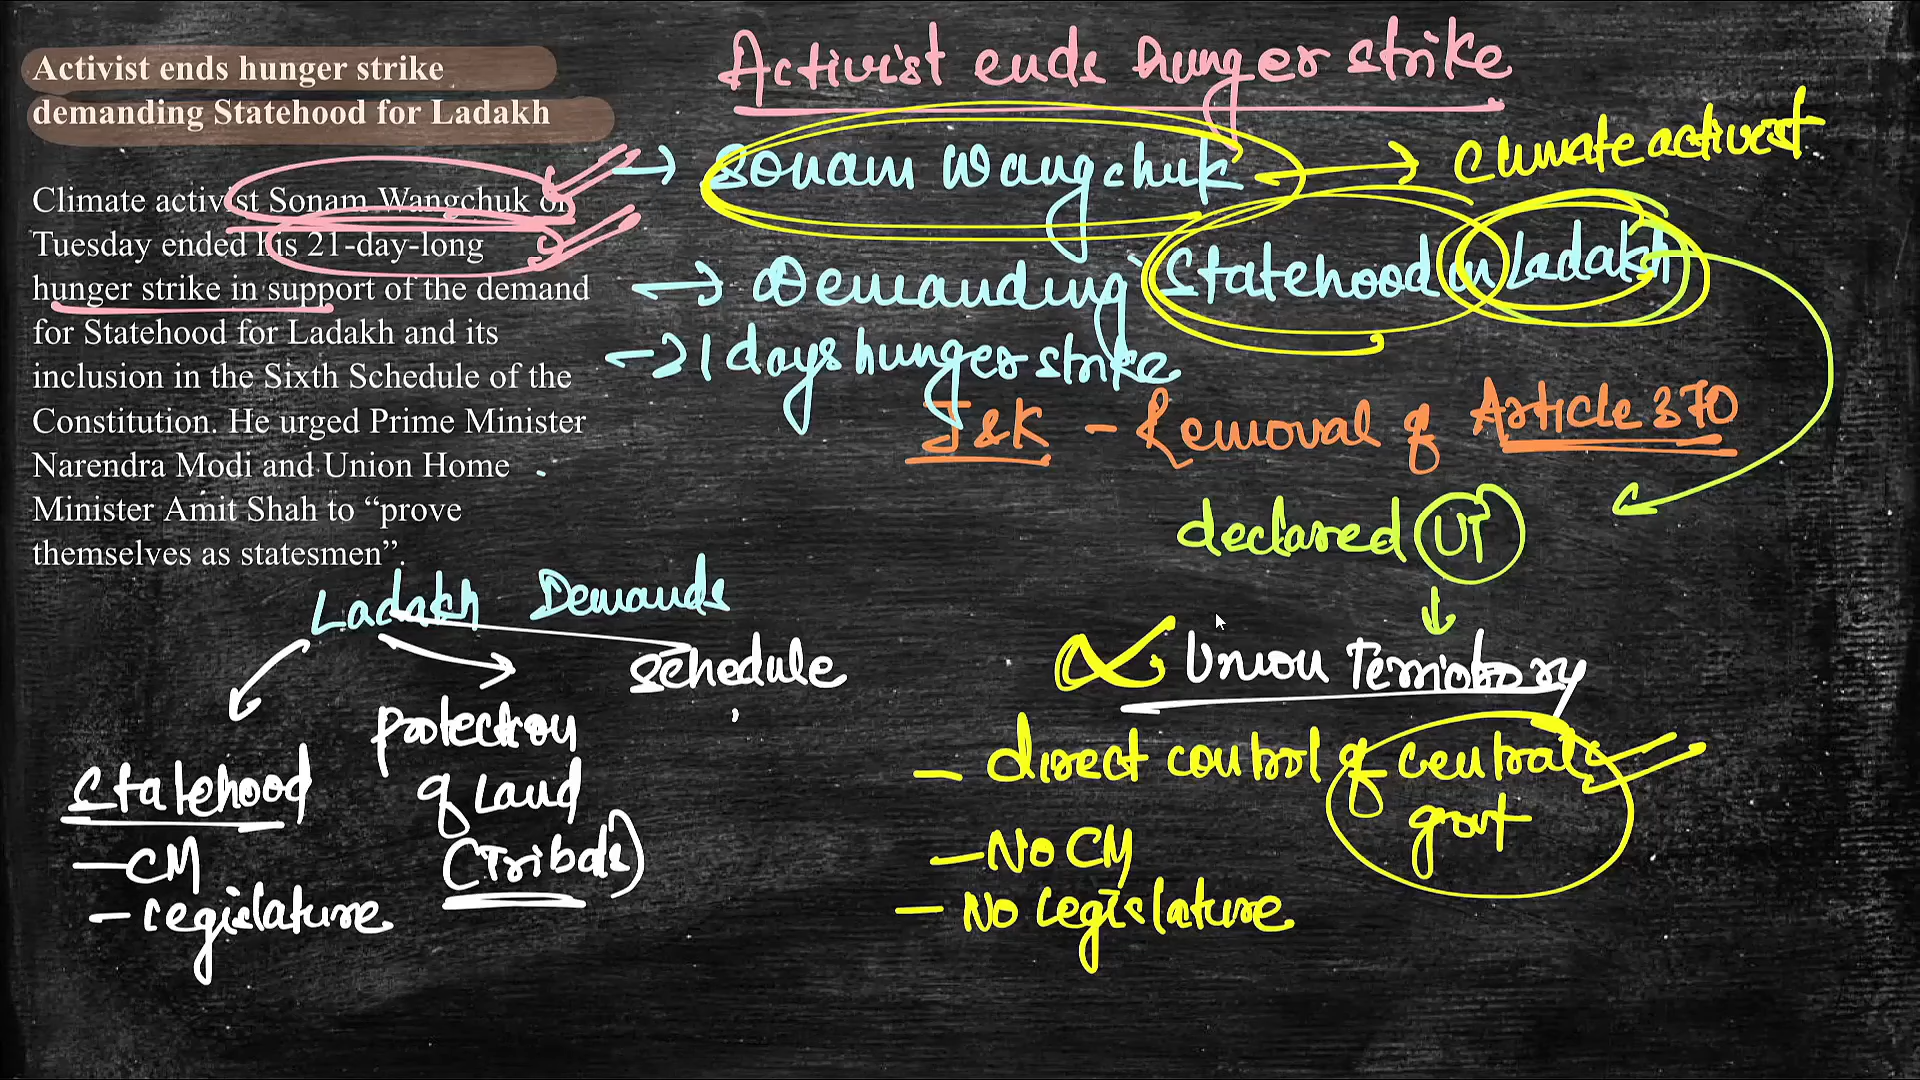 Activist ends hunger strike
demanding Statehood for Ladakh
Climate activist Sonam Wangchuk on
Tuesday ended his 21-day-long
hunger strike in support of the demand
for Statehood for Ladakh and its
inclusion in the Sixth Schedule of the
Constitution. He urged Prime Minister
Narendra Modi and Union Home
Minister Amit Shah to “prove
themselves as statesmen”.
Activist ends hunger strike
→ Sonam Wangchuk → Climate activist
→ Demanding Statehood in Ladakh
→ 21 days hunger strike
J&K - Removal of Article 370
declared UT
↓
Union Territory
- direct control of central
govt
- No CM
- No legislature
Ladakh Demands
Statehood
- CM
- legislature
protection
of Land
(Tribals)
schedule